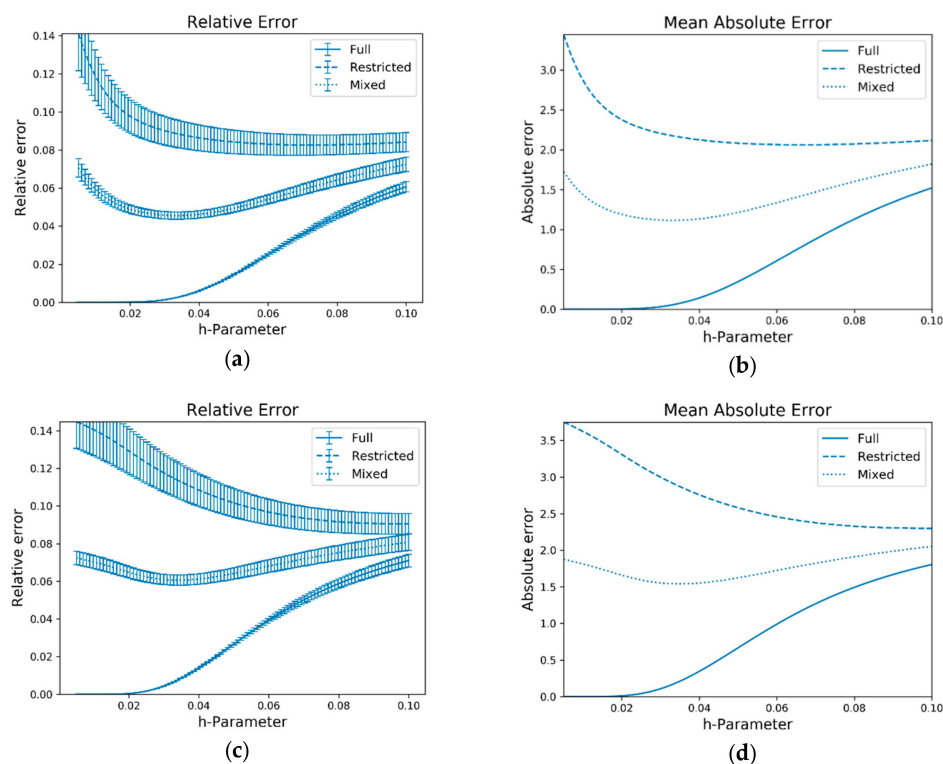 Relative Error
Relative error
0.14
0.12
0.10
0.08
0.06
0.04
0.02
0.00
Full
Restricted
Mixed
0.02 0.04 0.06 0.08 0.10
h-Parameter
(a)
Mean Absolute Error
Absolute error
3.0
2.5
2.0
1.5
1.0
0.5
0.0
Full
Restricted
Mixed
0.02 0.04 0.06 0.08 0.10
h-Parameter
(b)
Relative Error
Relative error
0.14
0.12
0.10
0.08
0.06
0.04
0.02
0.00
Full
Restricted
Mixed
0.02 0.04 0.06 0.08 0.10
h-Parameter
(c)
Mean Absolute Error
Absolute error
3.5
3.0
2.5
2.0
1.5
1.0
0.5
0.0
Full
Restricted
Mixed
0.02 0.04 0.06 0.08 0.10
h-Parameter
(d)